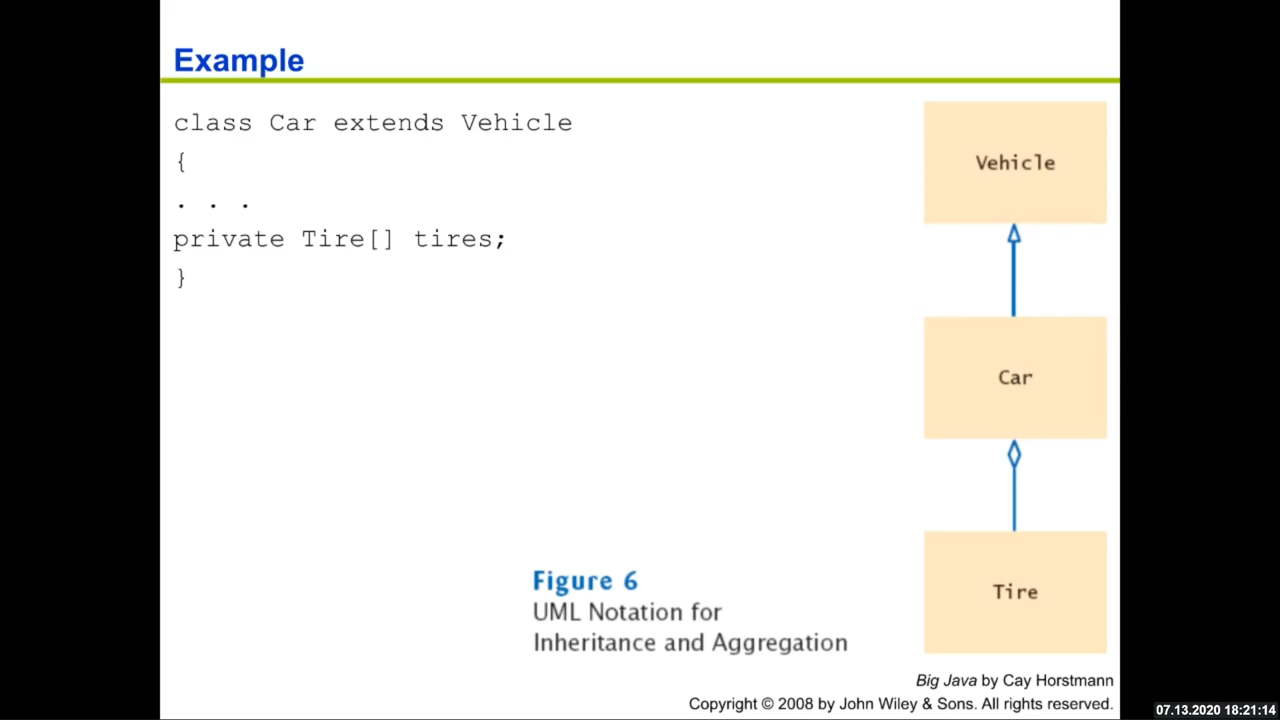 Example
class Car extends Vehicle
{
. . .
private Tire[] tires;
}
Vehicle
Car
Tire
Figure 6
UML Notation for
Inheritance and Aggregation
Big Java by Cay Horstmann
Copyright © 2008 by John Wiley & Sons. All rights reserved.
07.13.2020 18:21:14